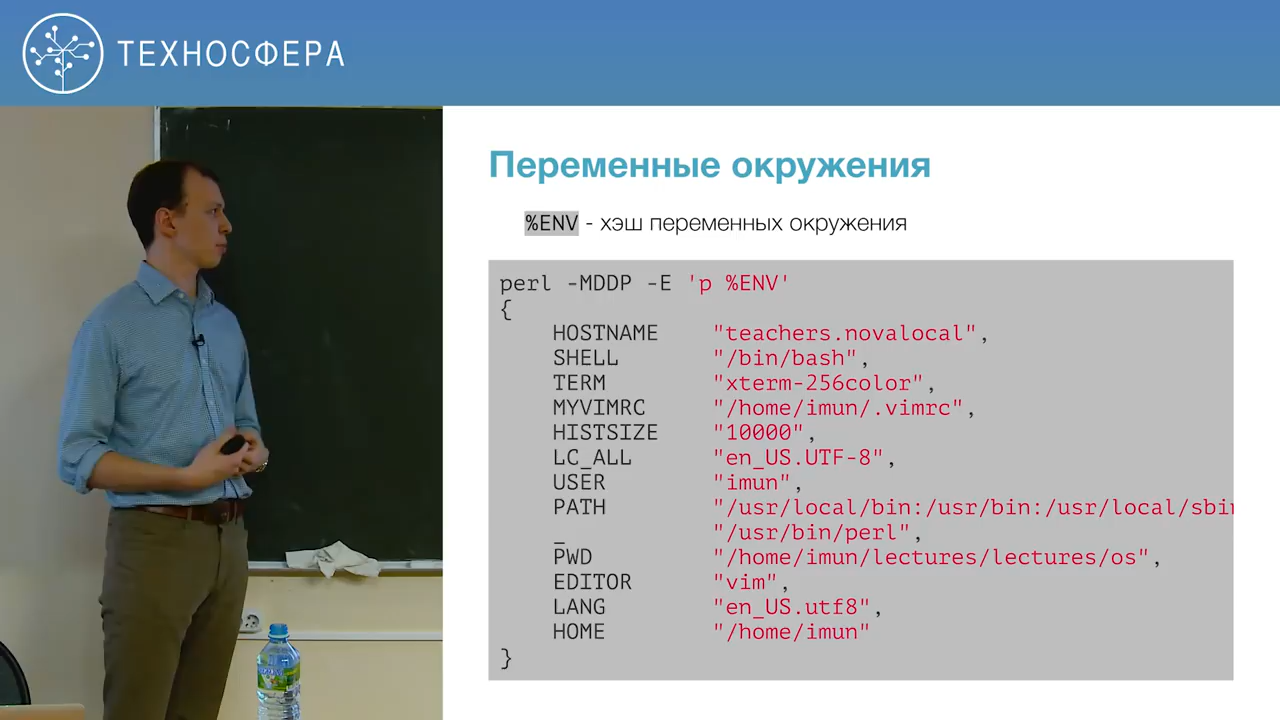 ТЕХНОСФЕРА
Переменные окружения
%ENV - хэш переменных окружения
perl -MDDP -E 'p %ENV'
{
HOSTNAME "teachers.novalocal",
SHELL "/bin/bash",
TERM "xterm-256color",
MYVIMRC "/home/imun/.vimrc",
HISTSIZE "10000",
LC_ALL "en_US.UTF-8",
USER "imun",
PATH "/usr/local/bin:/usr/bin:/usr/local/sbin
_ "/usr/bin/perl",
PWD "/home/imun/lectures/lectures/os",
EDITOR "vim",
LANG "en_US.utf8",
HOME "/home/imun"
}